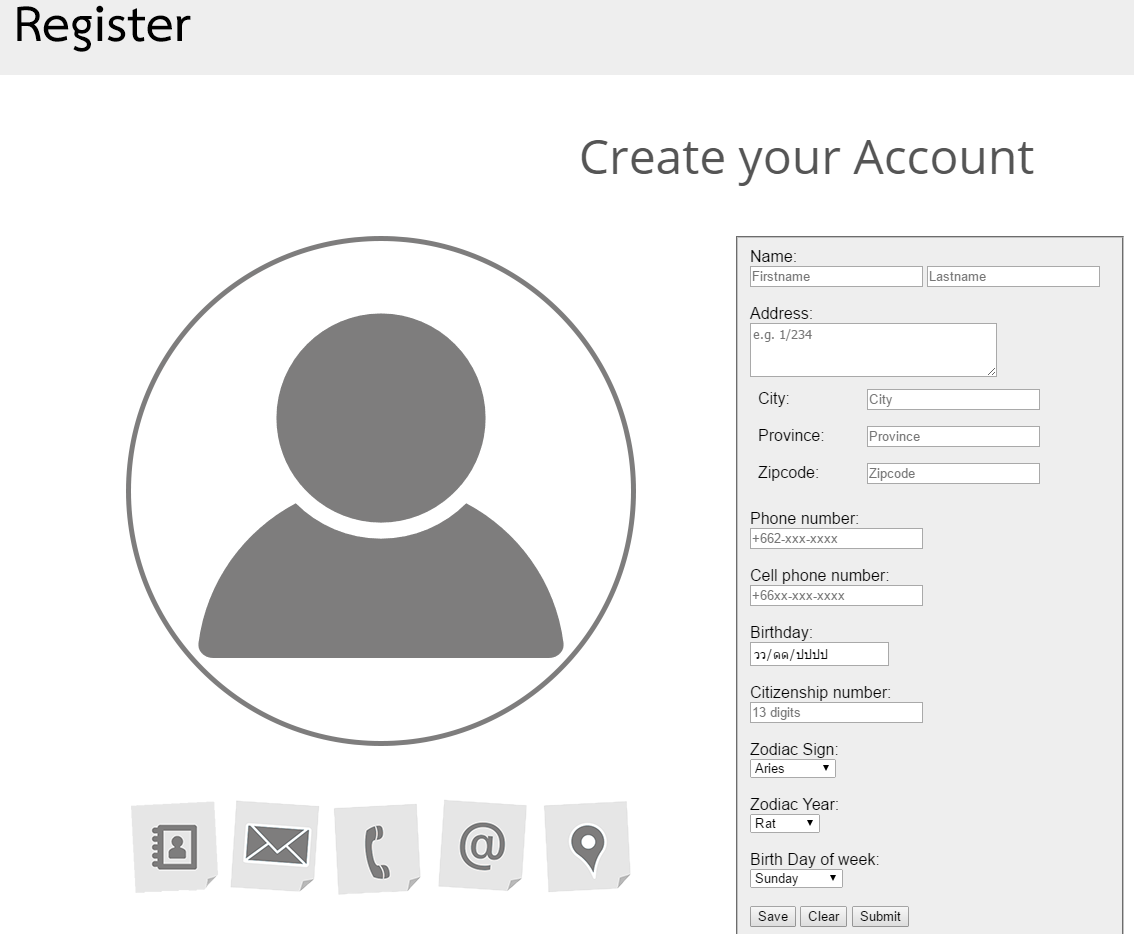 Register
Create your Account
Name:
Firstname Lastname
Address:
e.g. 1/234
City: City
Province: Province
Zipcode: Zipcode
Phone number:
+662-xxx-xxxx
Cell phone number:
+66xx-xxx-xxxx
Birthday:
วว/ดด/ปปปป
Citizenship number:
13 digits
Zodiac Sign:
Aries
Zodiac Year:
Rat
Birth Day of week:
Sunday
Save Clear Submit
@